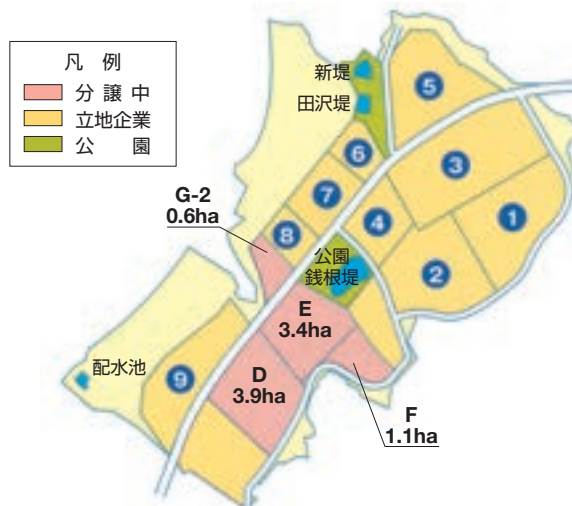 凡 例
分 譲 中
立地企業
公 園
新堤
田沢堤
5
6
3
7
G-2
0.6ha
1
8
4
公園
銭根堤
2
E
3.4ha
配水池
9
D
3.9ha
F
1.1ha